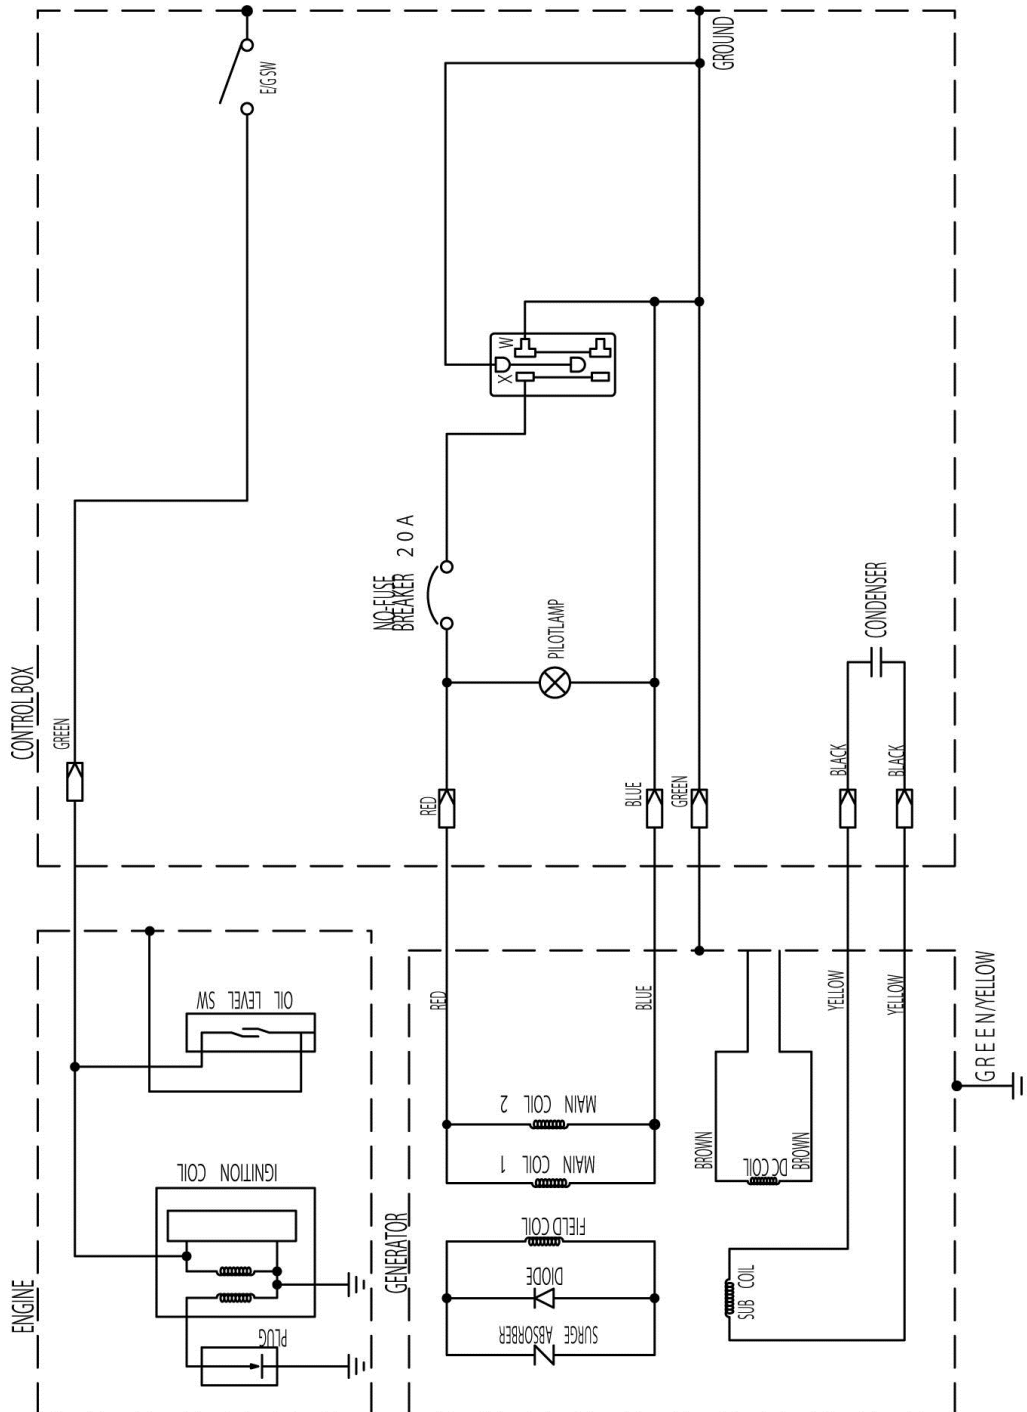 GROUND
E/G SW
W
X
NO-FUSE
BREAKER 20A
PILOTLAMP
CONDENSER
CONTROL BOX
GREEN
RED
BLUE
GREEN
BLACK
BLACK
OIL LEVEL SW
RED
BLUE
YELLOW
YELLOW
GREEN/YELLOW
MAIN COIL 2
MAIN COIL 1
IGNITION COIL
BROWN
DC COIL
BROWN
FIELD COIL
GENERATOR
ENGINE
DIODE
SUB COIL
SURGE ABSORBER
PLUG